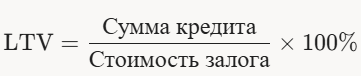 LTV = Сумма кредита / Стоимость залога × 100%